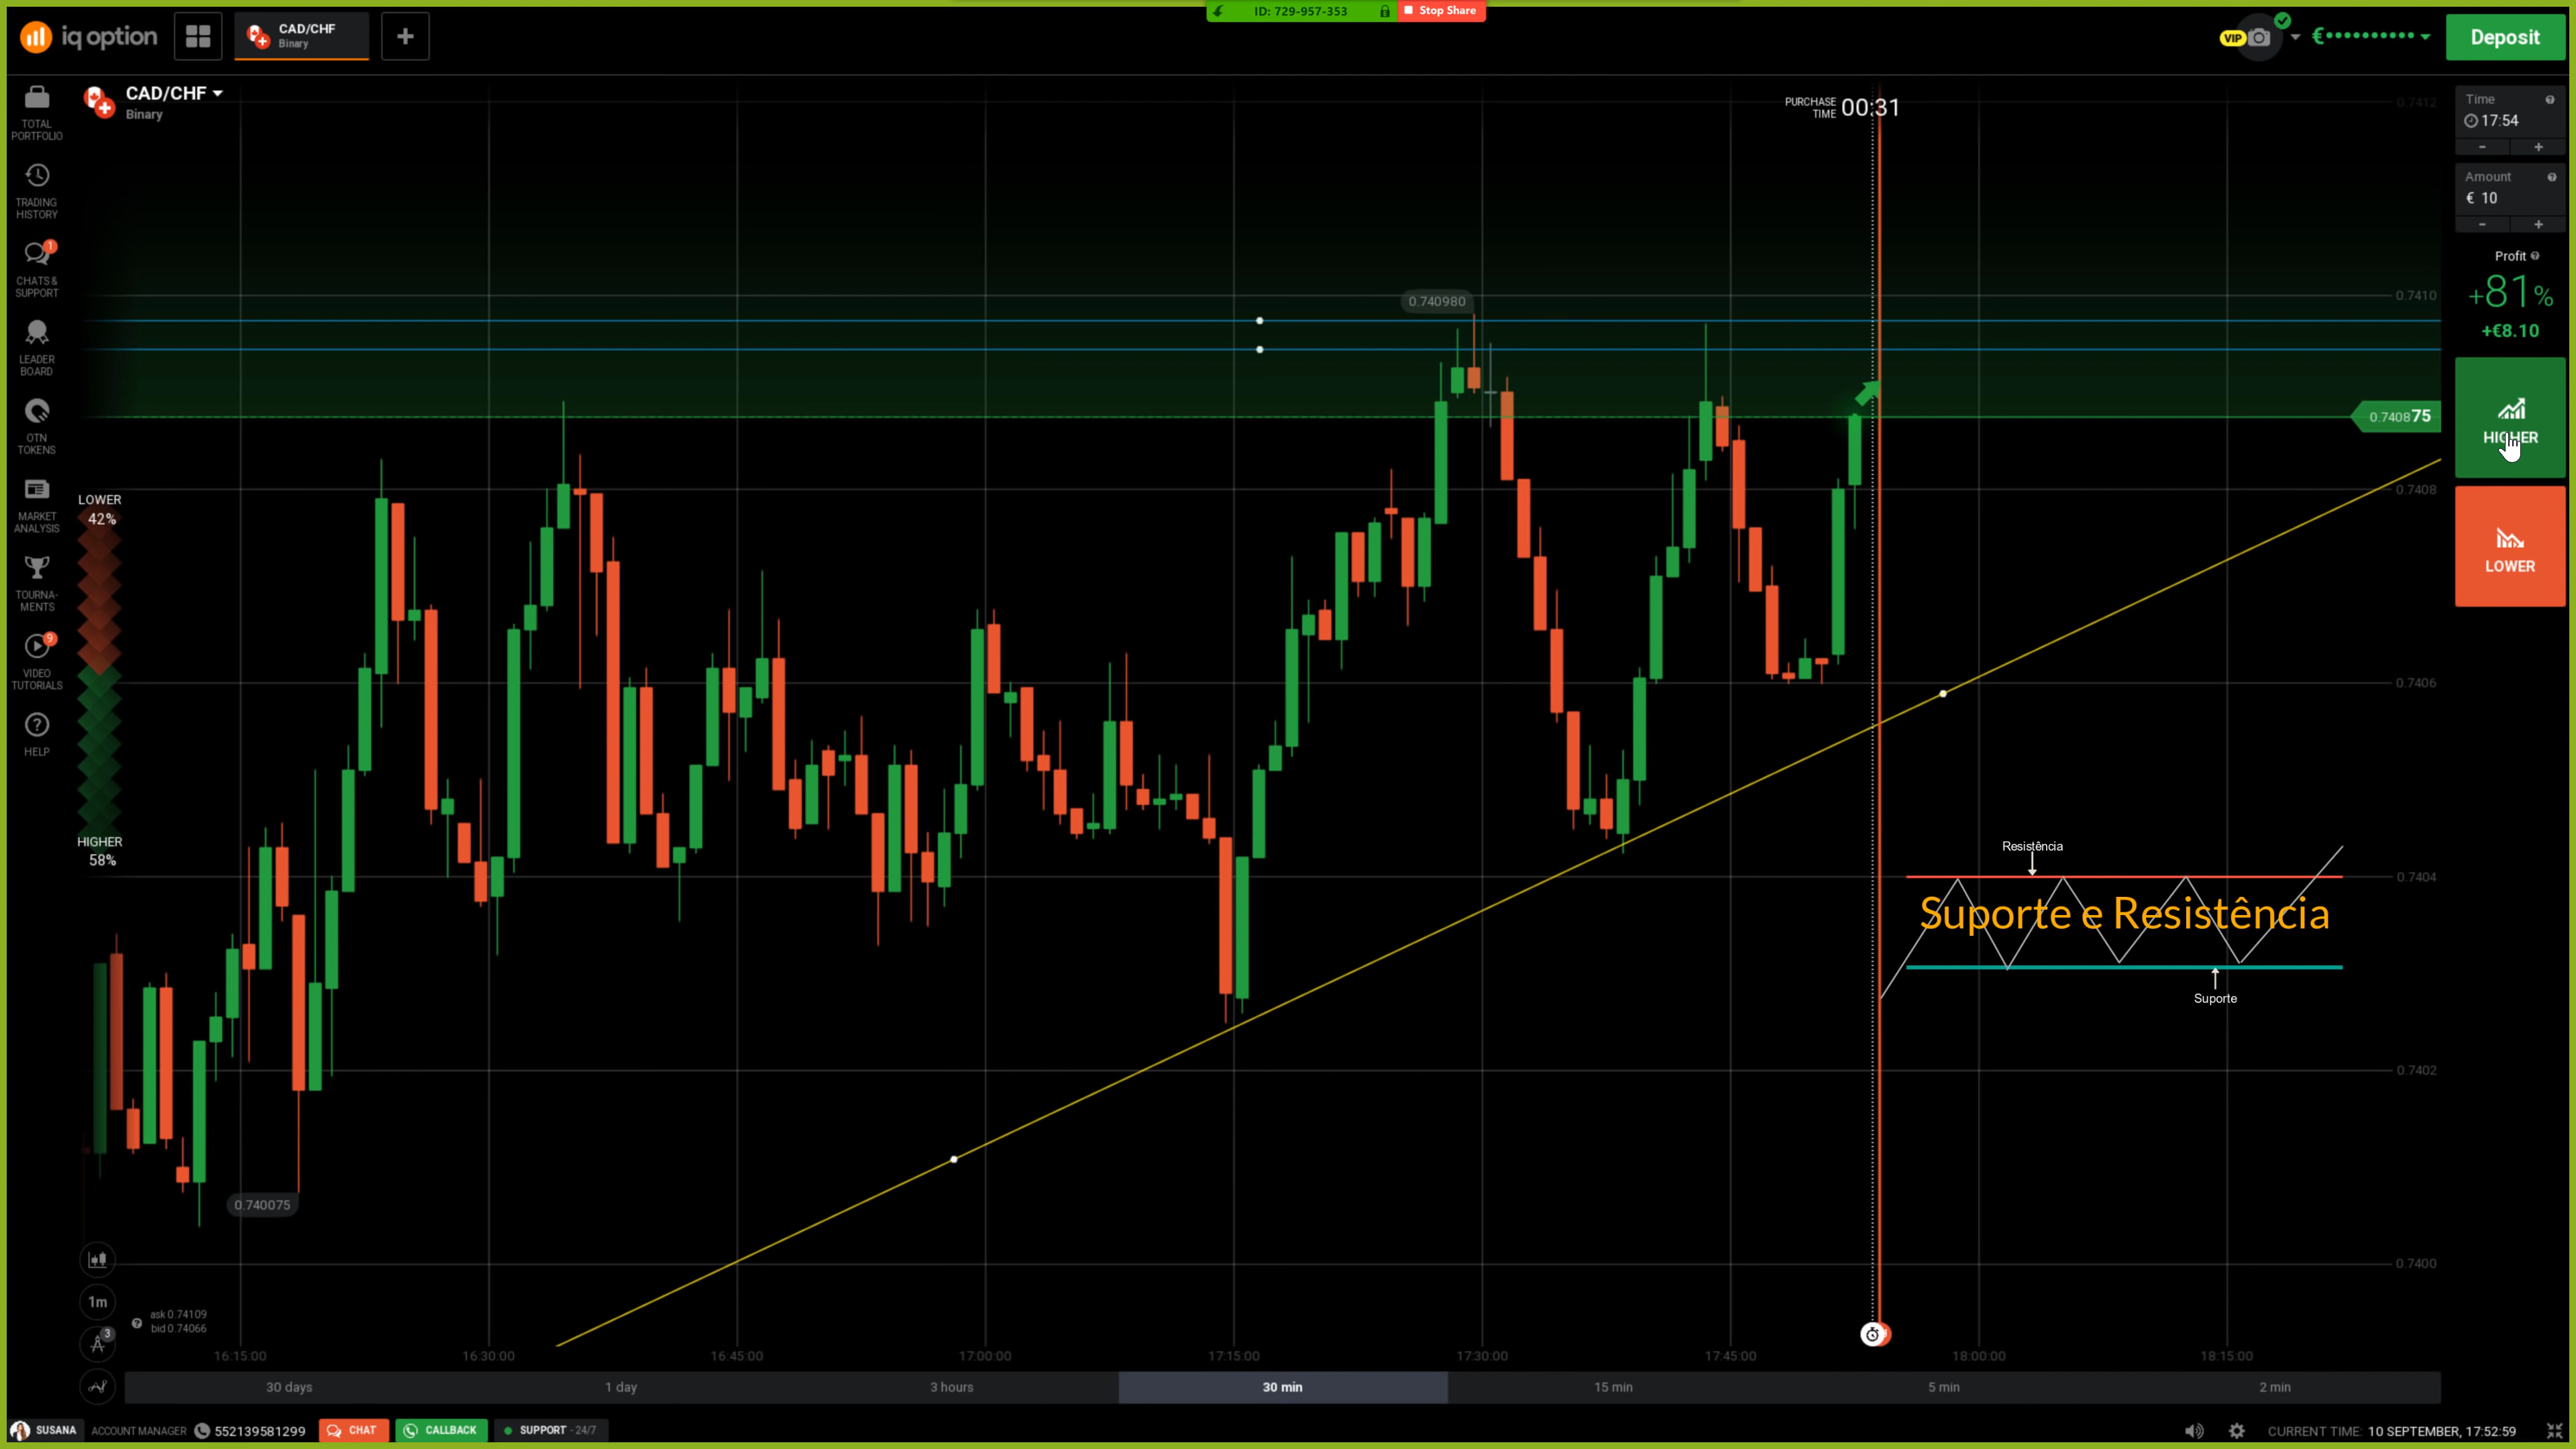 ID: 729-957-353
Stop Share
iq option
CAD/CHF
Binary
VIP
€
Deposit
CAD/CHF
Binary
PURCHASE
TIME
00:31
0.7412
Time
17:54
Amount
€ 10
Profit
+81%
+€8.10
HIGHER
LOWER
TOTAL
PORTFOLIO
TRADING
HISTORY
1
CHATS &
SUPPORT
LEADER
BOARD
OTN
TOKENS
MARKET
ANALYSIS
TOURNA-
MENTS
9
VIDEO
TUTORIALS
HELP
LOWER
42%
HIGHER
58%
0.740980
0.7410
0.740875
0.7408
0.7406
0.7404
0.7402
0.7400
Resistência
Suporte e Resistência
Suporte
0.740075
1m
3
ask 0.74109
bid 0.74066
16:15:00
16:30:00
16:45:00
17:00:00
17:15:00
17:30:00
17:45:00
18:00:00
18:15:00
30 days
1 day
3 hours
30 min
15 min
5 min
2 min
SUSANA
ACCOUNT MANAGER
552139581299
CHAT
CALLBACK
SUPPORT - 24/7
CURRENT TIME: 10 SEPTEMBER, 17:52:59